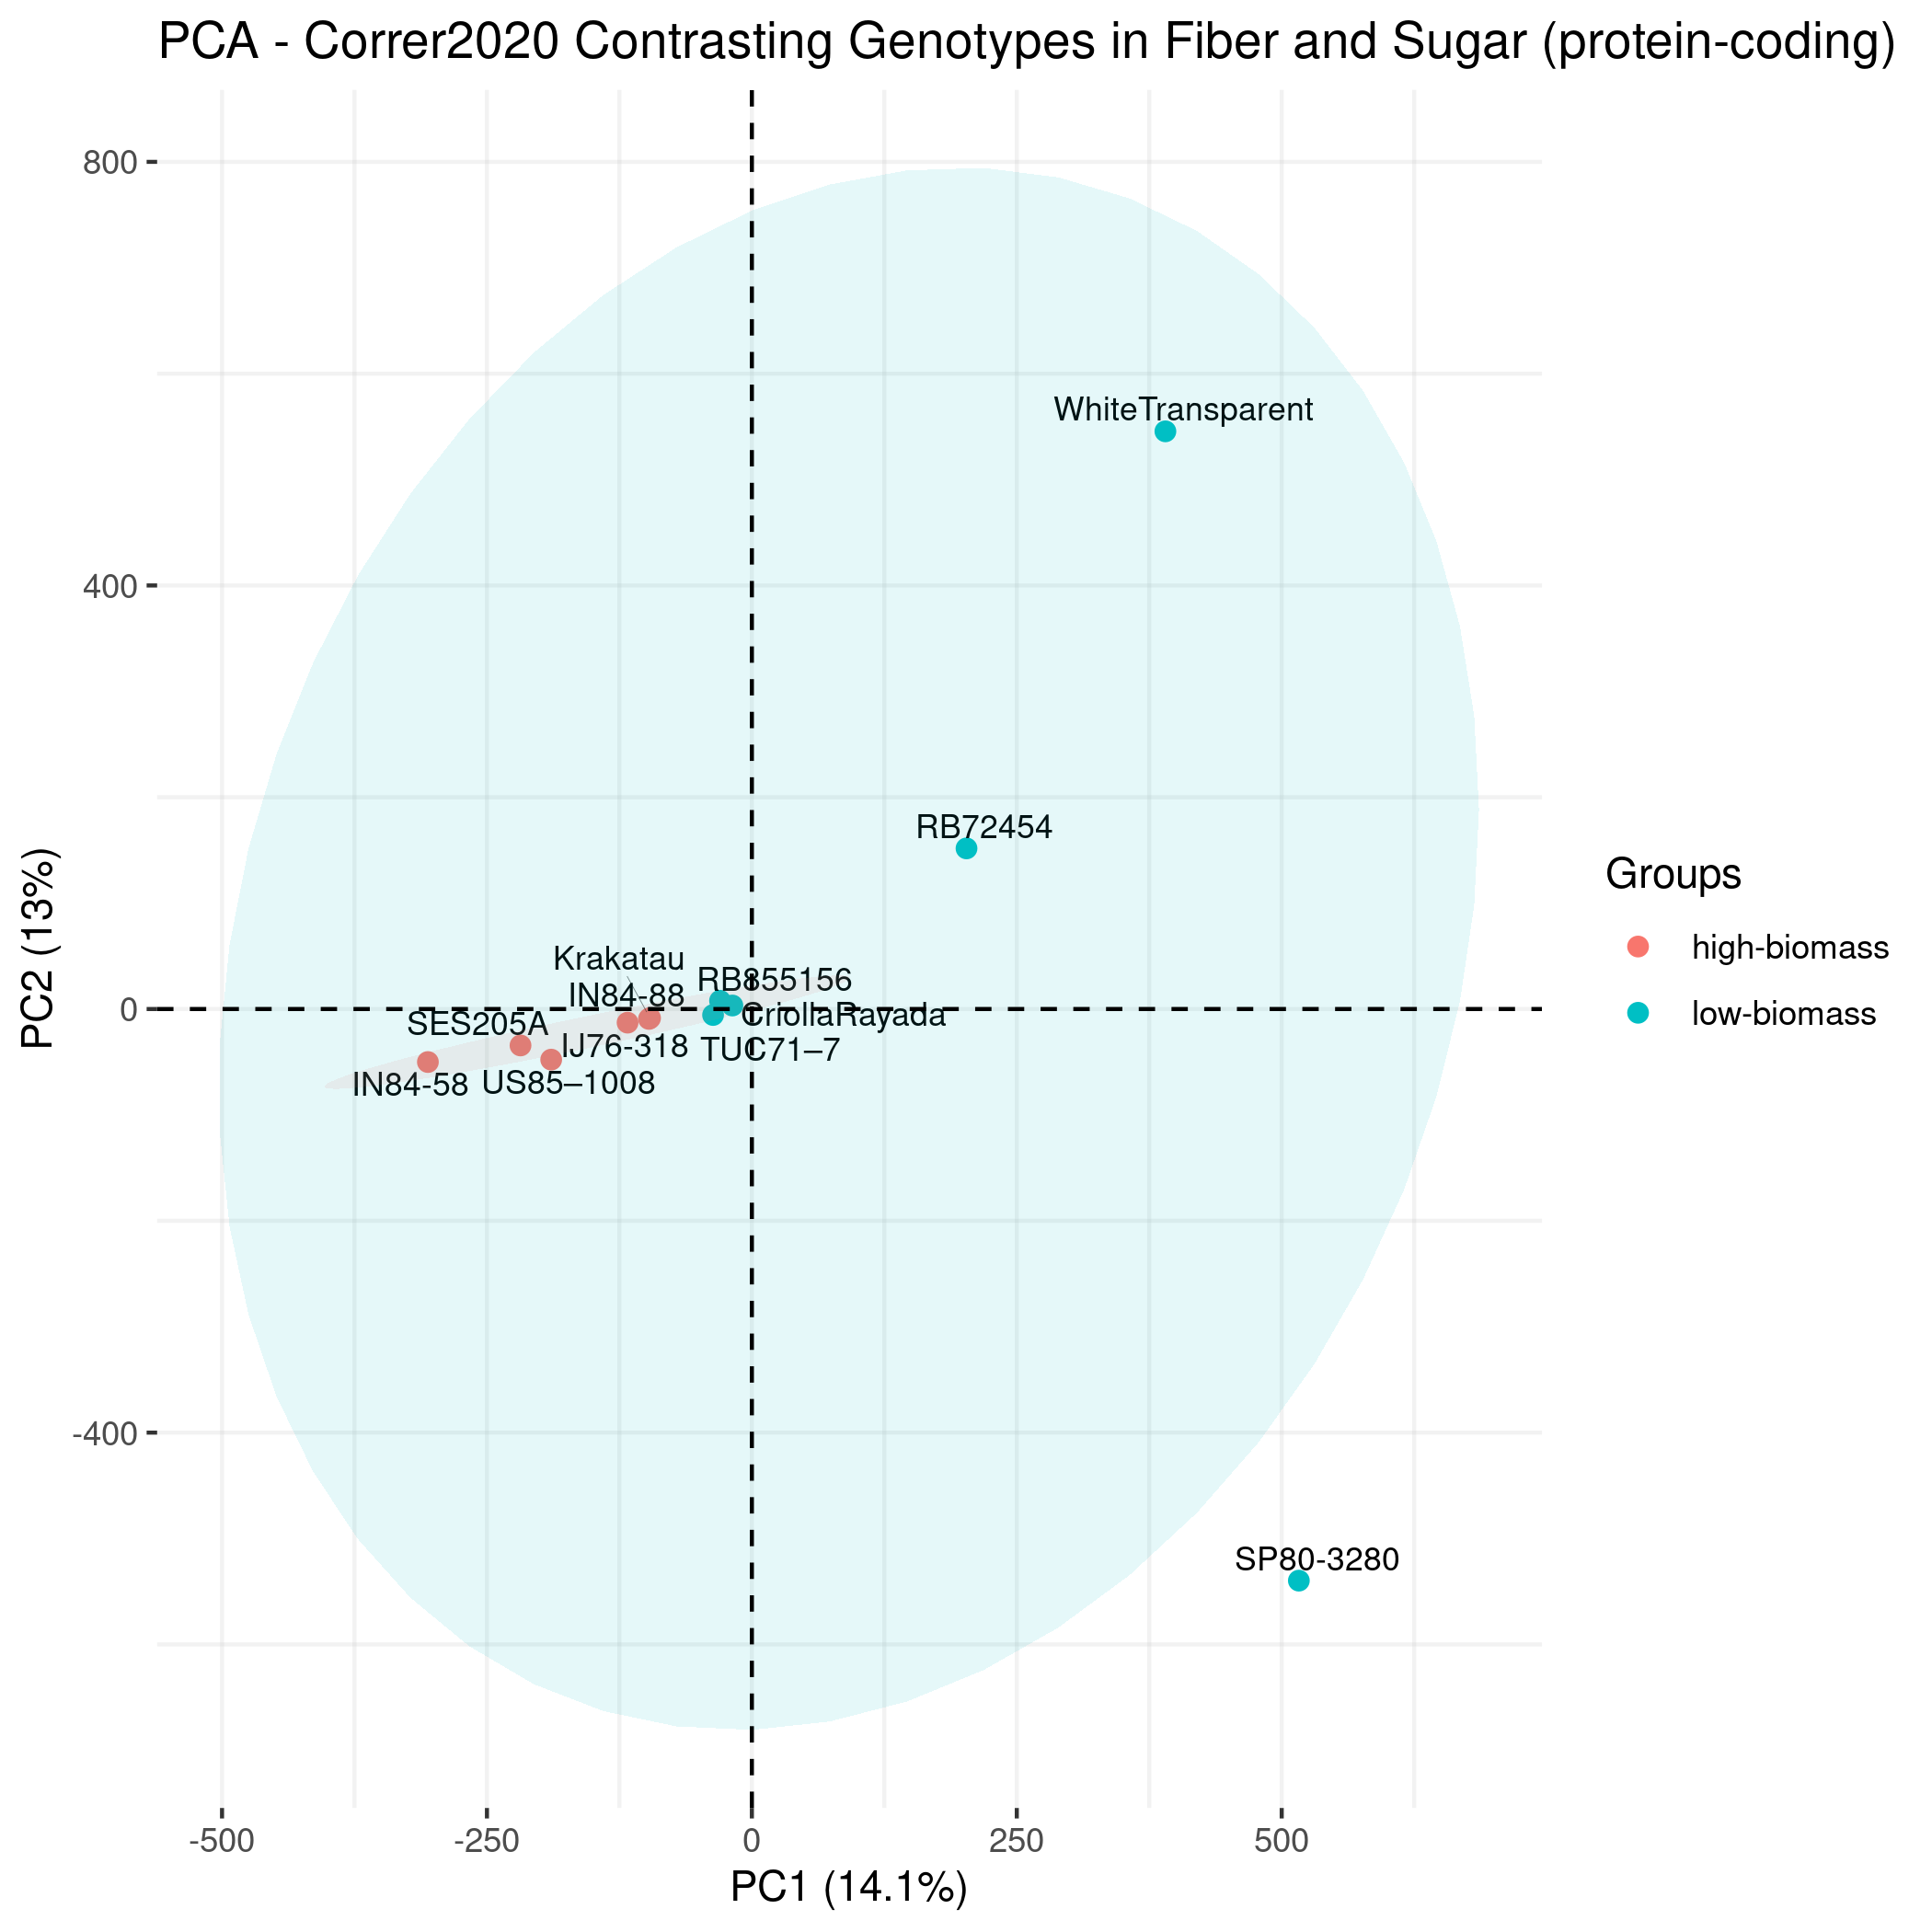 PCA - Correr2020 Contrasting Genotypes in Fiber and Sugar (protein-coding)
800
400
0
-400
PC2 (13%)
WhiteTransparent
RB72454
Krakatau
RB855156
IN84-88
CriollaRayada
SES205A
IJ76-318
TUC71–7
IN84-58
US85–1008
SP80-3280
-500
-250
0
250
500
PC1 (14.1%)
Groups
high-biomass
low-biomass